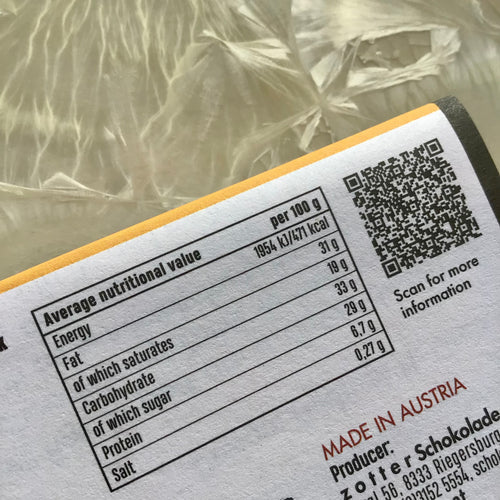 Average nutritional value per 100 g
Energy 1954 kJ/471 kcal
Fat 31 g
of which saturates 19 g
Carbohydrate 33 g
of which sugar 29 g
Protein 6,7 g
Salt 0,27 g
Scan for more
information
MADE IN AUSTRIA
Producer:
zotter Schokolade
56, 8333 Riegersburg